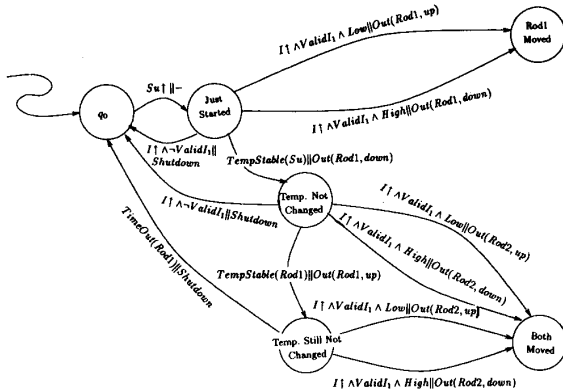 I↑ ∧ValidI₁ ∧ Low||Out(Rod1, up)
Rod1
Moved
Su↑ ||−
q₀
Just
Started
I↑ ∧ValidI₁ ∧ High||Out(Rod1, down)
I↑ ∧¬ValidI₁||
Shutdown
TempStable(Su)||Out(Rod1, down)
I↑ ∧¬ValidI₁||Shutdown
Temp. Not
Changed
I↑ ∧ValidI₁ ∧ Low||Out(Rod2, up)
I↑ ∧ValidI₁ ∧ High||Out(Rod2, down)
TimeOut(Rod1)||Shutdown
TempStable(Rod1)||Out(Rod1, up)
I↑ ∧ValidI₁ ∧ Low||Out(Rod2, up)
Temp. Still Not
Changed
Both
Moved
I↑ ∧ValidI₁ ∧ High||Out(Rod2, down)